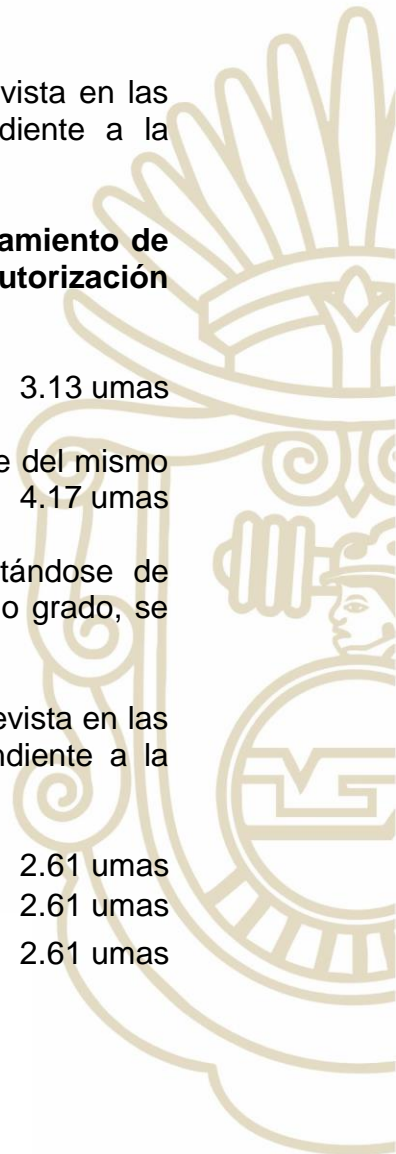 vista en las
diente a la
amiento de
utorización
3.13 umas
e del mismo
4.17 umas
tándose de
o grado, se
evista en las
ndiente a la
2.61 umas
2.61 umas
2.61 umas